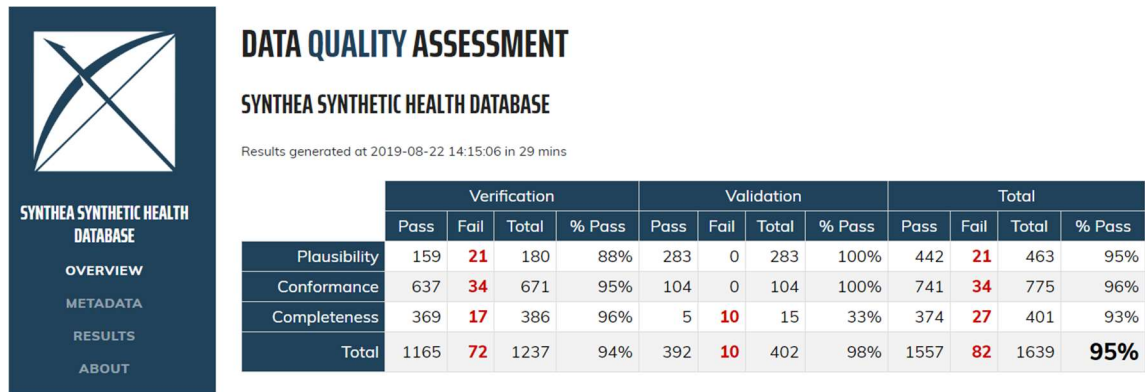 SYNTHEA SYNTHETIC HEALTH
DATABASE
OVERVIEW
METADATA
RESULTS
ABOUT
DATA QUALITY ASSESSMENT
SYNTHEA SYNTHETIC HEALTH DATABASE
Results generated at 2019-08-22 14:15:06 in 29 mins
Verification Validation Total
Pass Fail Total % Pass Pass Fail Total % Pass Pass Fail Total % Pass
Plausibility 159 21 180 88% 283 0 283 100% 442 21 463 95%
Conformance 637 34 671 95% 104 0 104 100% 741 34 775 96%
Completeness 369 17 386 96% 5 10 15 33% 374 27 401 93%
Total 1165 72 1237 94% 392 10 402 98% 1557 82 1639 95%